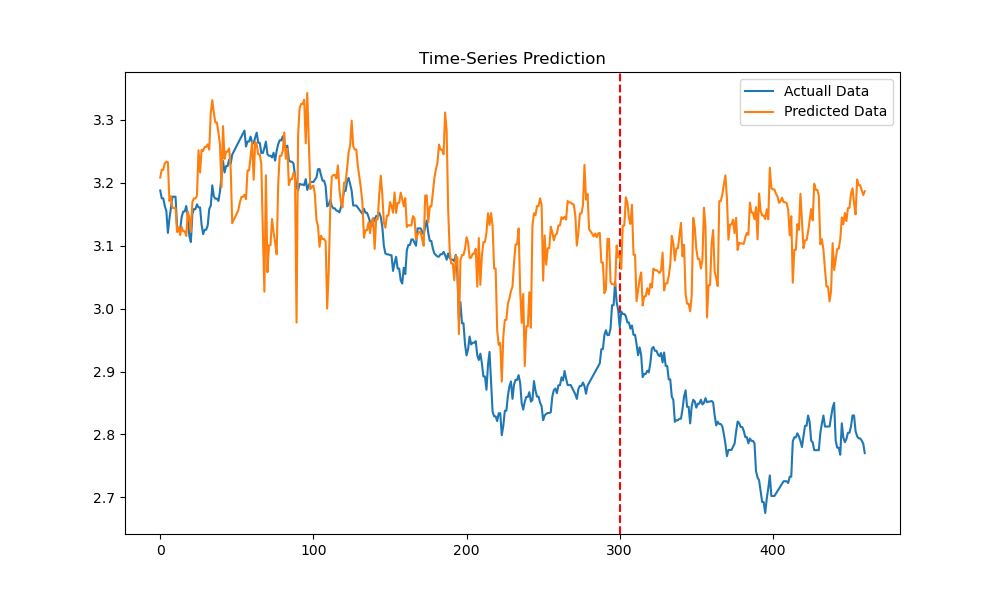 Time-Series Prediction
Actuall Data
Predicted Data
3.3
3.2
3.1
3.0
2.9
2.8
2.7
0 100 200 300 400